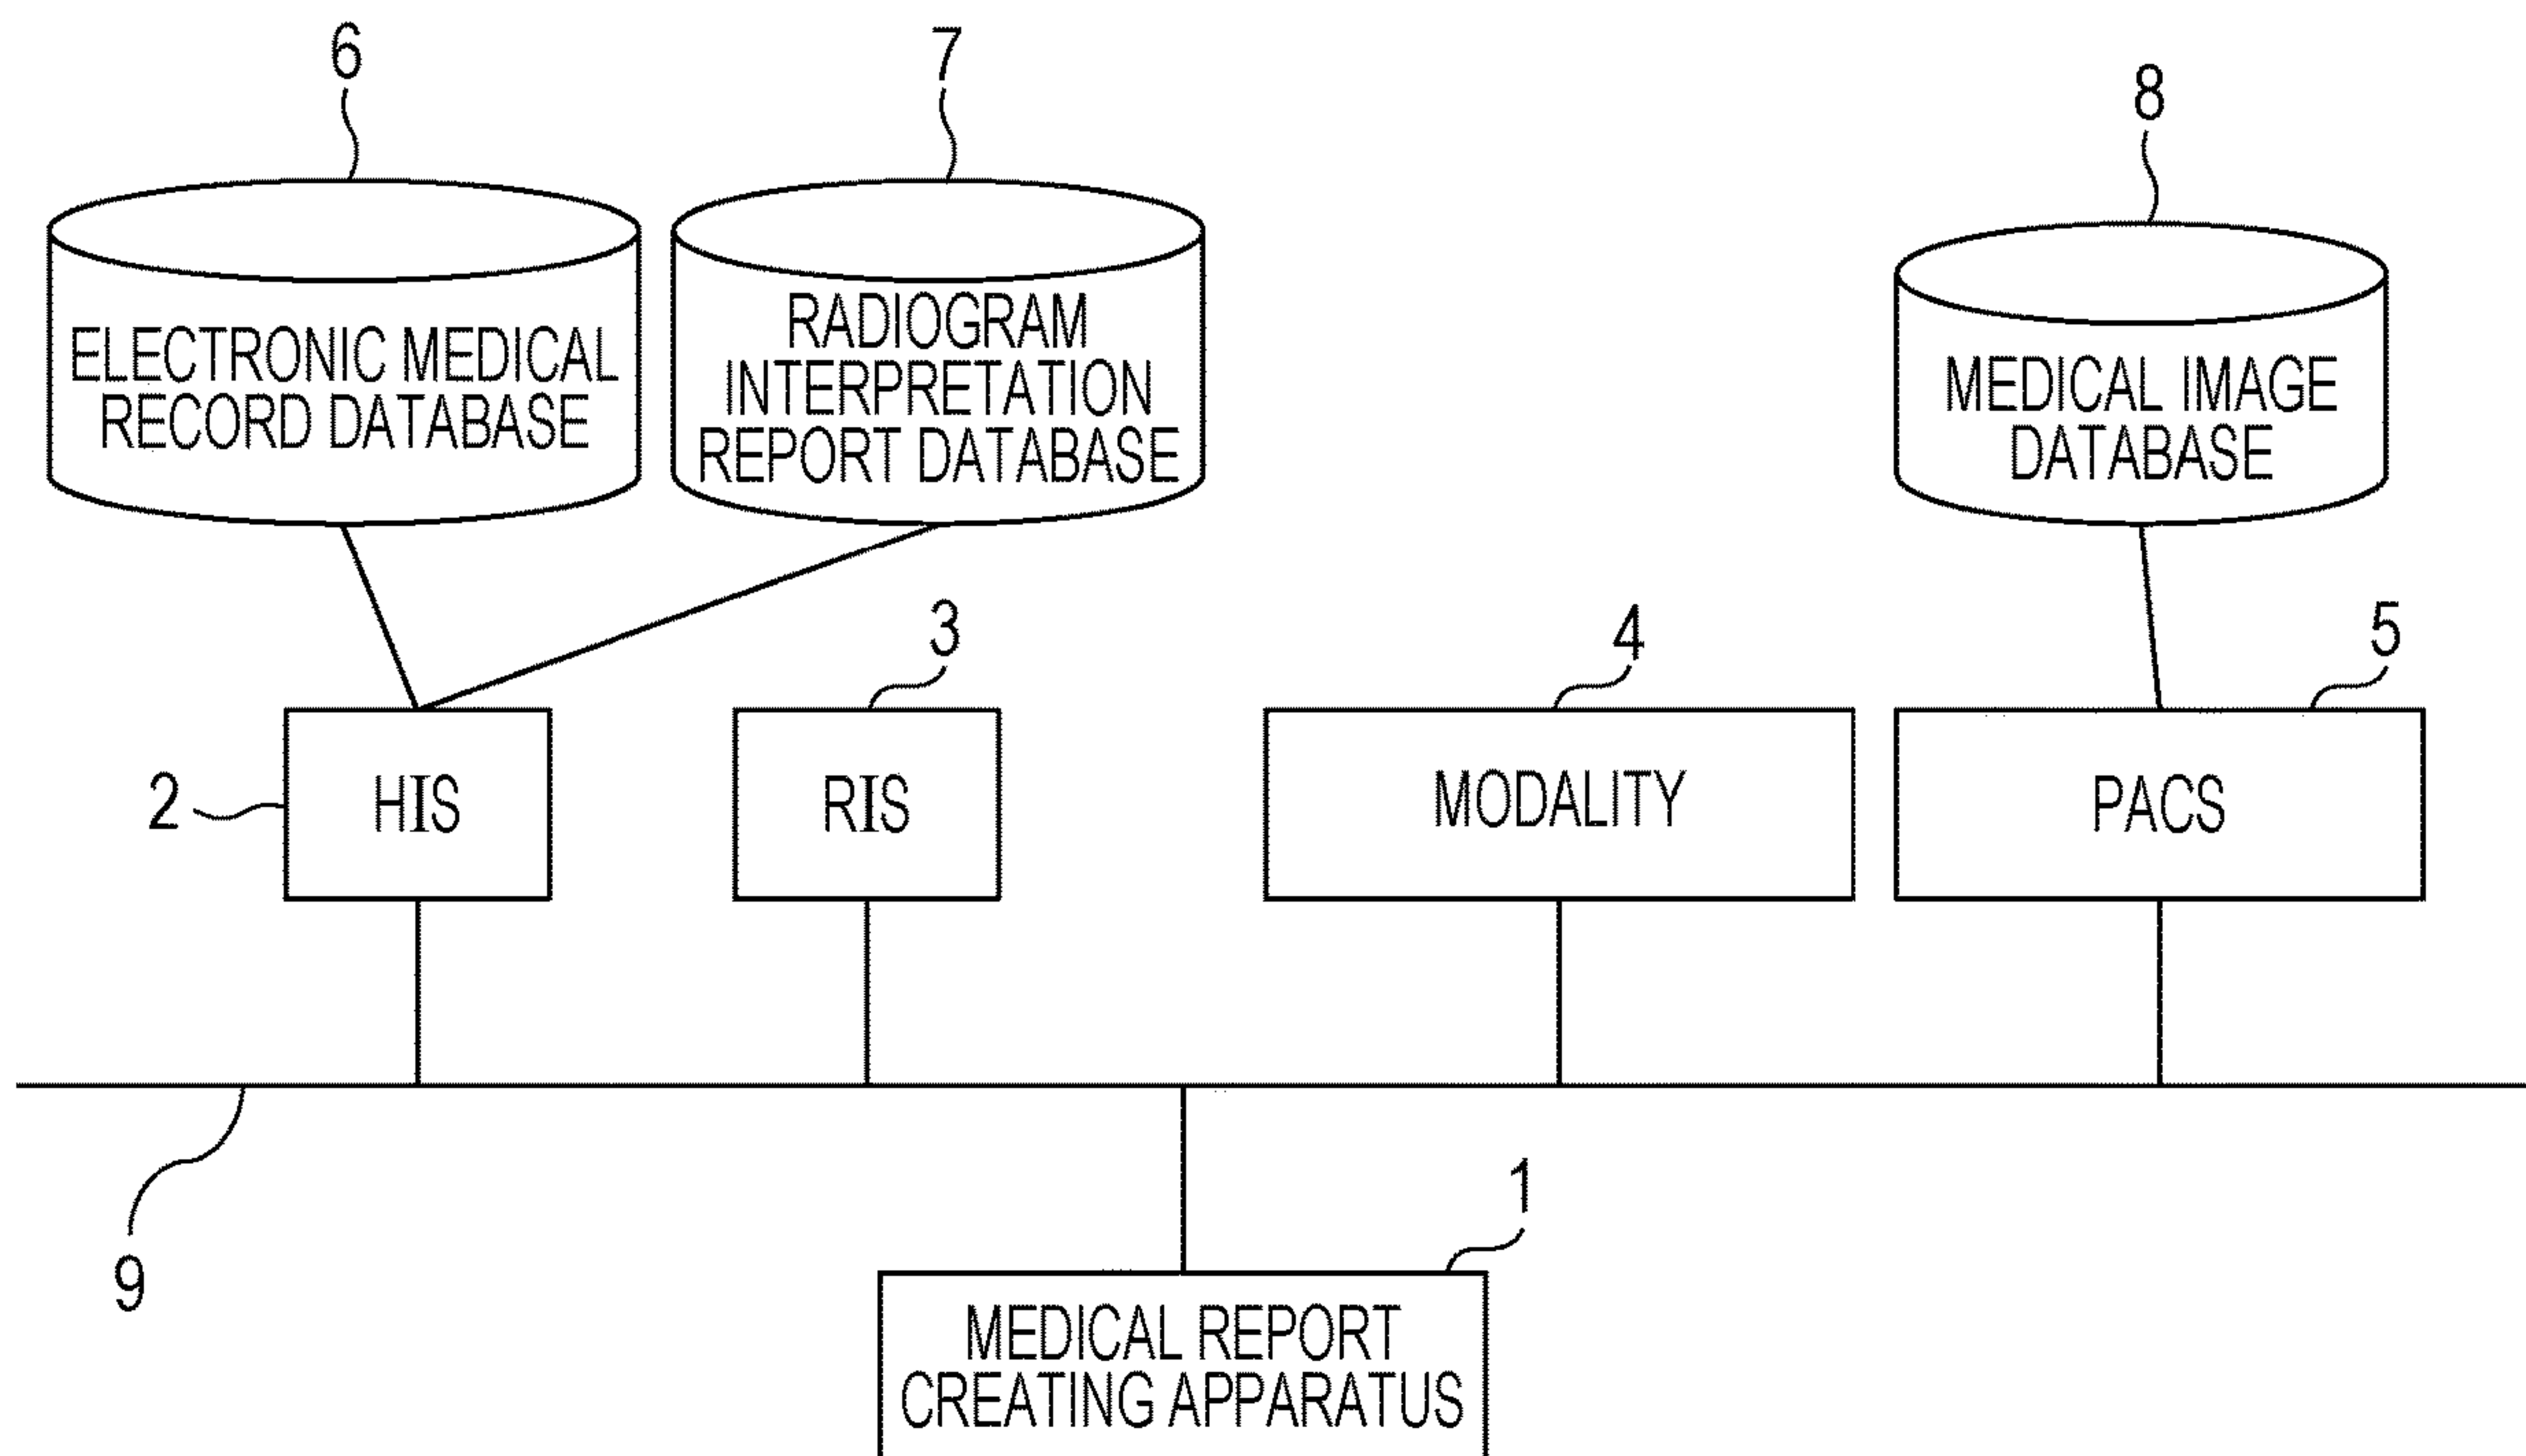 6
7
8
ELECTRONIC MEDICAL
RECORD DATABASE
RADIOGRAM
INTERPRETATION
REPORT DATABASE
MEDICAL IMAGE
DATABASE
3
4
5
2
HIS
RIS
MODALITY
PACS
9
1
MEDICAL REPORT
CREATING APPARATUS